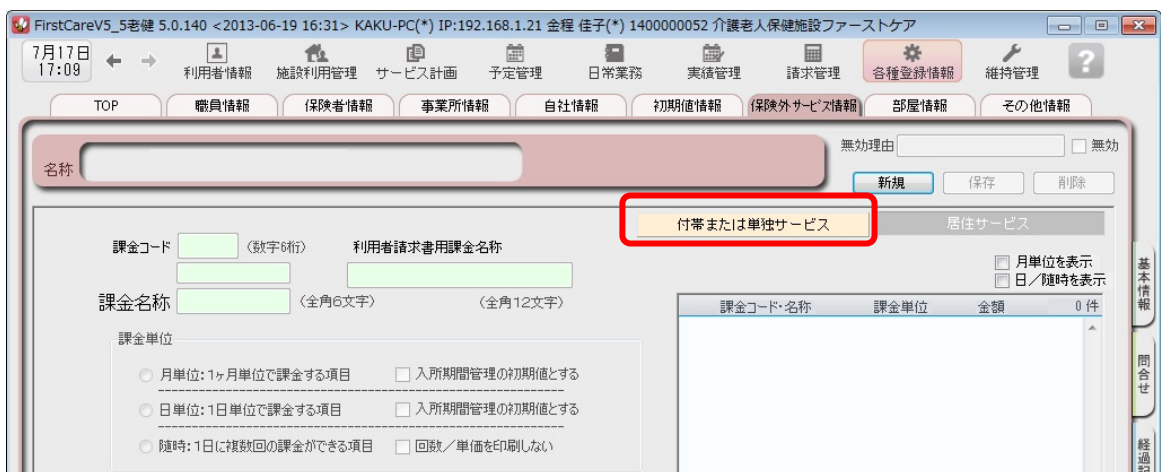 FirstCareV5_5老健 5.0.140 <2013-06-19 16:31> KAKU-PC(*) IP:192.168.1.21 金程 佳子(*) 1400000052 介護老人保健施設ファーストケア
7月17日
17:09
利用者情報 施設利用管理 サービス計画 予定管理 日常業務 実績管理 請求管理 各種登録情報 維持管理 ?
TOP 職員情報 保険者情報 事業所情報 自社情報 初期値情報 保険外サービス情報 部屋情報 その他情報
無効理由 無効
名称
新規 保存 削除
付帯または単独サービス 居住サービス
課金コード (数字6桁) 利用者請求書用課金名称
月単位を表示
日/随時を表示
課金名称 (全角6文字) (全角12文字)
課金コード・名称 課金単位 金額 0 件
課金単位
月単位:1ヶ月単位で課金する項目 入所期間管理の初期値とする
日単位:1日単位で課金する項目 入所期間管理の初期値とする
随時:1日に複数回の課金ができる項目 回数/単価を印刷しない
基本情報
問合せ
経過記